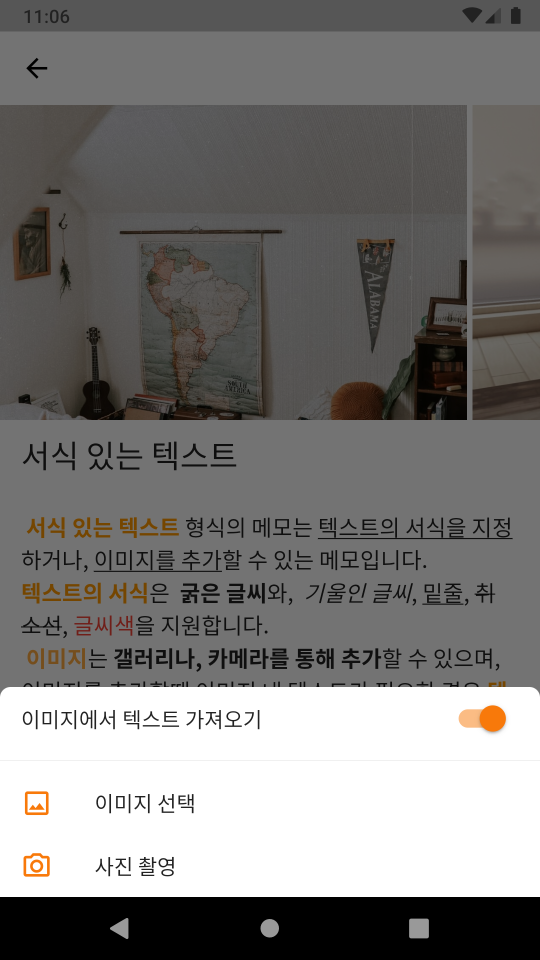 11:06
ALABAMA
SOUTH
AMERICA
서식 있는 텍스트
서식 있는 텍스트 형식의 메모는 텍스트의 서식을 지정
하거나, 이미지를 추가할 수 있는 메모입니다.
텍스트의 서식은 굵은 글씨와, 기울인 글씨, 밑줄, 취
소선, 글씨색을 지원합니다.
이미지는 갤러리나, 카메라를 통해 추가할 수 있으며,
이미지에서 텍스트 가져오기
이미지 선택
사진 촬영